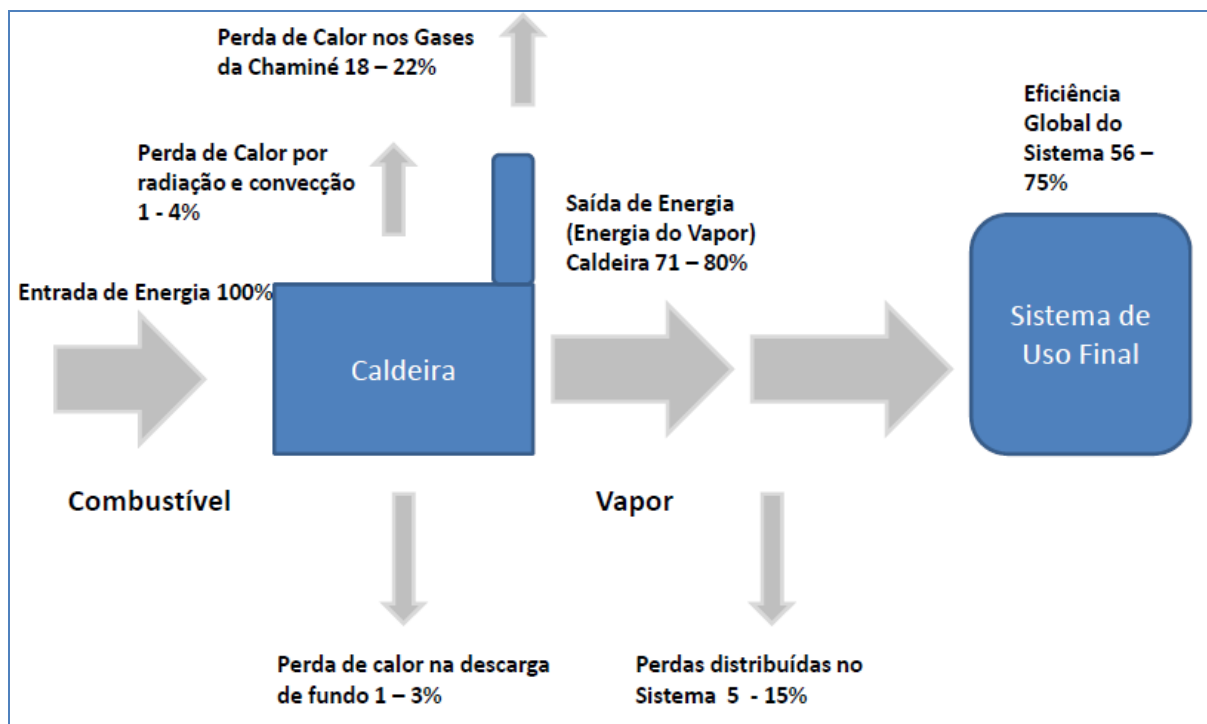 Perda de Calor nos Gases
da Chaminé 18 – 22%
Perda de Calor por
radiação e convecção
1 - 4%
Entrada de Energia 100%
Caldeira
Combustível
Perda de calor na descarga
de fundo 1 – 3%
Saída de Energia
(Energia do Vapor)
Caldeira 71 – 80%
Vapor
Perdas distribuídas no
Sistema 5 - 15%
Eficiência
Global do
Sistema 56 –
75%
Sistema de
Uso Final